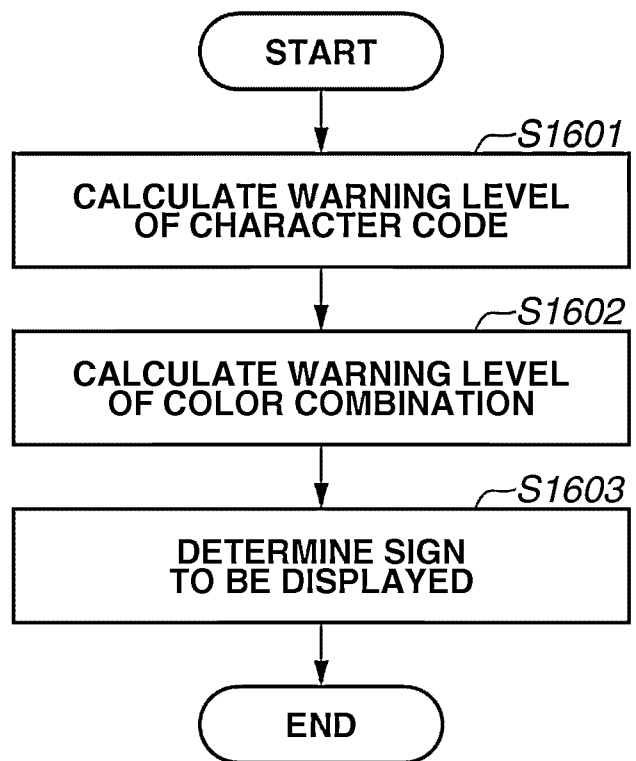 START
S1601
CALCULATE WARNING LEVEL
OF CHARACTER CODE
S1602
CALCULATE WARNING LEVEL
OF COLOR COMBINATION
S1603
DETERMINE SIGN
TO BE DISPLAYED
END